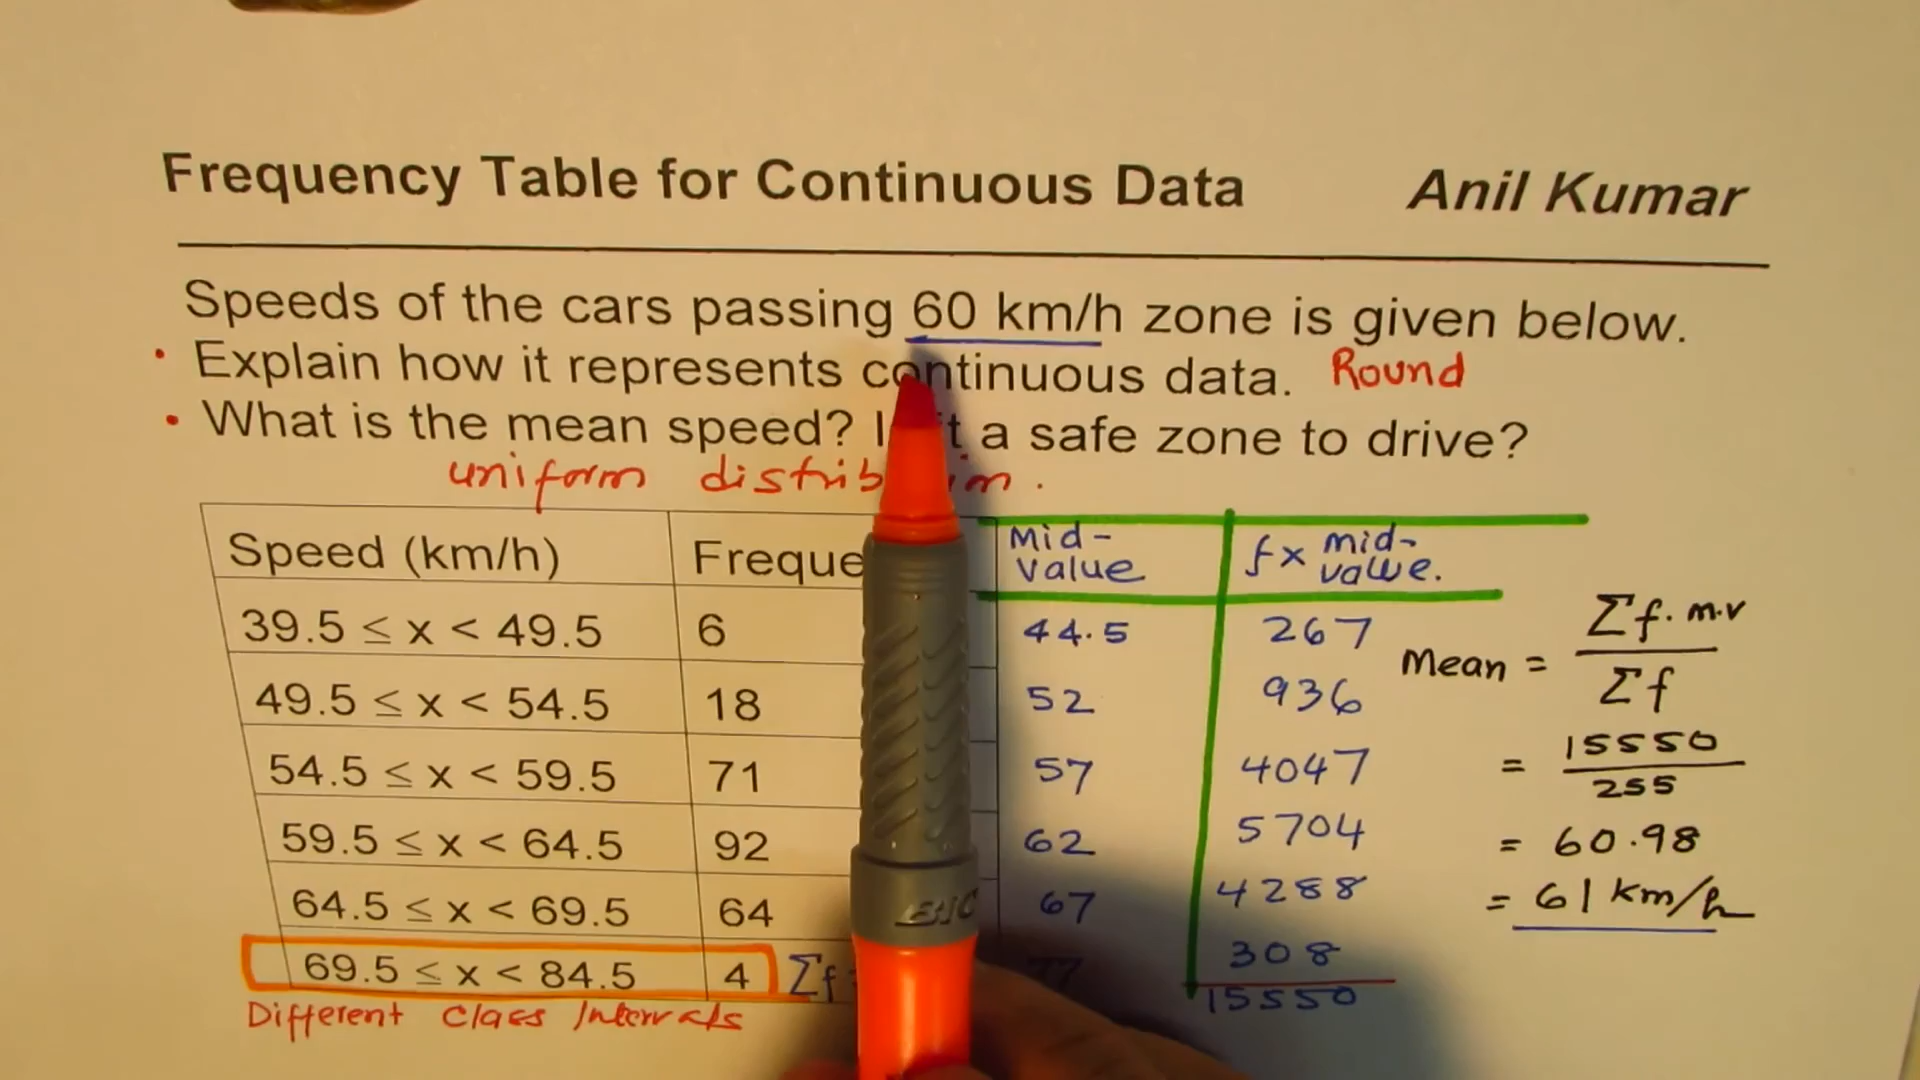 Frequency Table for Continuous Data Anil Kumar
Speeds of the cars passing 60 km/h zone is given below.
• Explain how it represents continuous data. Round
• What is the mean speed? I t a safe zone to drive?
uniform distrib
Speed (km/h) Freque Mid-value f x mid-value.
39.5 ≤ x < 49.5 6 44.5 267
49.5 ≤ x < 54.5 18 52 936
54.5 ≤ x < 59.5 71 57 4047
59.5 ≤ x < 64.5 92 62 5704
64.5 ≤ x < 69.5 64 67 4288
69.5 ≤ x < 84.5 4 Σf 77 308
15550
Different Class Intervals
Mean = Σf. m.v / Σf
= 15550 / 255
= 60.98
= 61 km/h
BIC